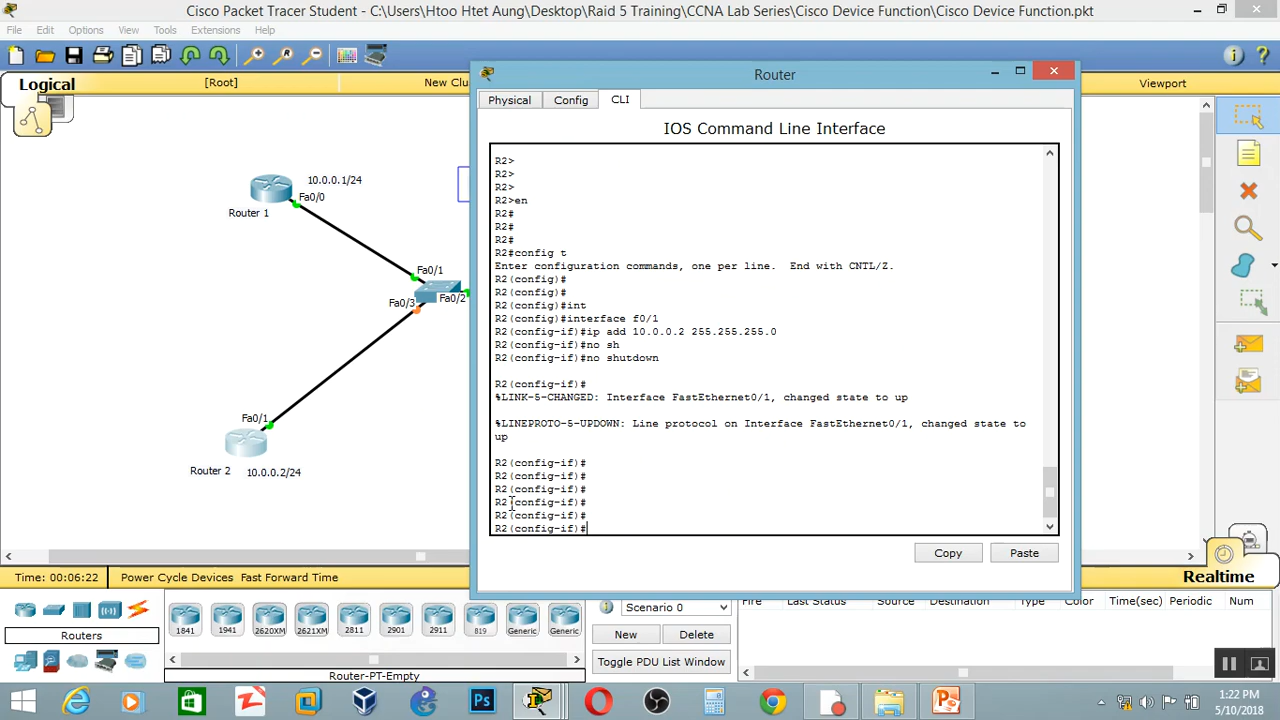 Cisco Packet Tracer Student - C:\Users\Htoo Htet Aung\Desktop\Raid 5 Training\CCNA Lab Series\Cisco Device Function\Cisco Device Function.pkt
File Edit Options View Tools Extensions Help
Logical
[Root]
New Clu
Viewport
Router
Physical
Config
CLI
IOS Command Line Interface
R2>
R2>
R2>
R2>en
R2#
R2#
R2#
R2#config t
Enter configuration commands, one per line. End with CNTL/Z.
R2(config)#
R2(config)#
R2(config)#int
R2(config)#interface f0/1
R2(config-if)#ip add 10.0.0.2 255.255.255.0
R2(config-if)#no sh
R2(config-if)#no shutdown
R2(config-if)#
%LINK-5-CHANGED: Interface FastEthernet0/1, changed state to up
%LINEPROTO-5-UPDOWN: Line protocol on Interface FastEthernet0/1, changed state to
up
R2(config-if)#
R2(config-if)#
R2(config-if)#
R2(config-if)#
R2(config-if)#
R2(config-if)#
Copy
Paste
10.0.0.1/24
Fa0/0
Router 1
Fa0/1
Fa0/3
Fa0/2
Fa0/1
Router 2
10.0.0.2/24
Time: 00:06:22
Power Cycle Devices Fast Forward Time
Realtime
Routers
1841
1941
2620XM
2621XM
2811
2901
2911
819
Generic
Generic
Router-PT-Empty
Scenario 0
New
Delete
Toggle PDU List Window
Fire Last Status Source Destination Type Color Time(sec) Periodic Num
1:22 PM
5/10/2018